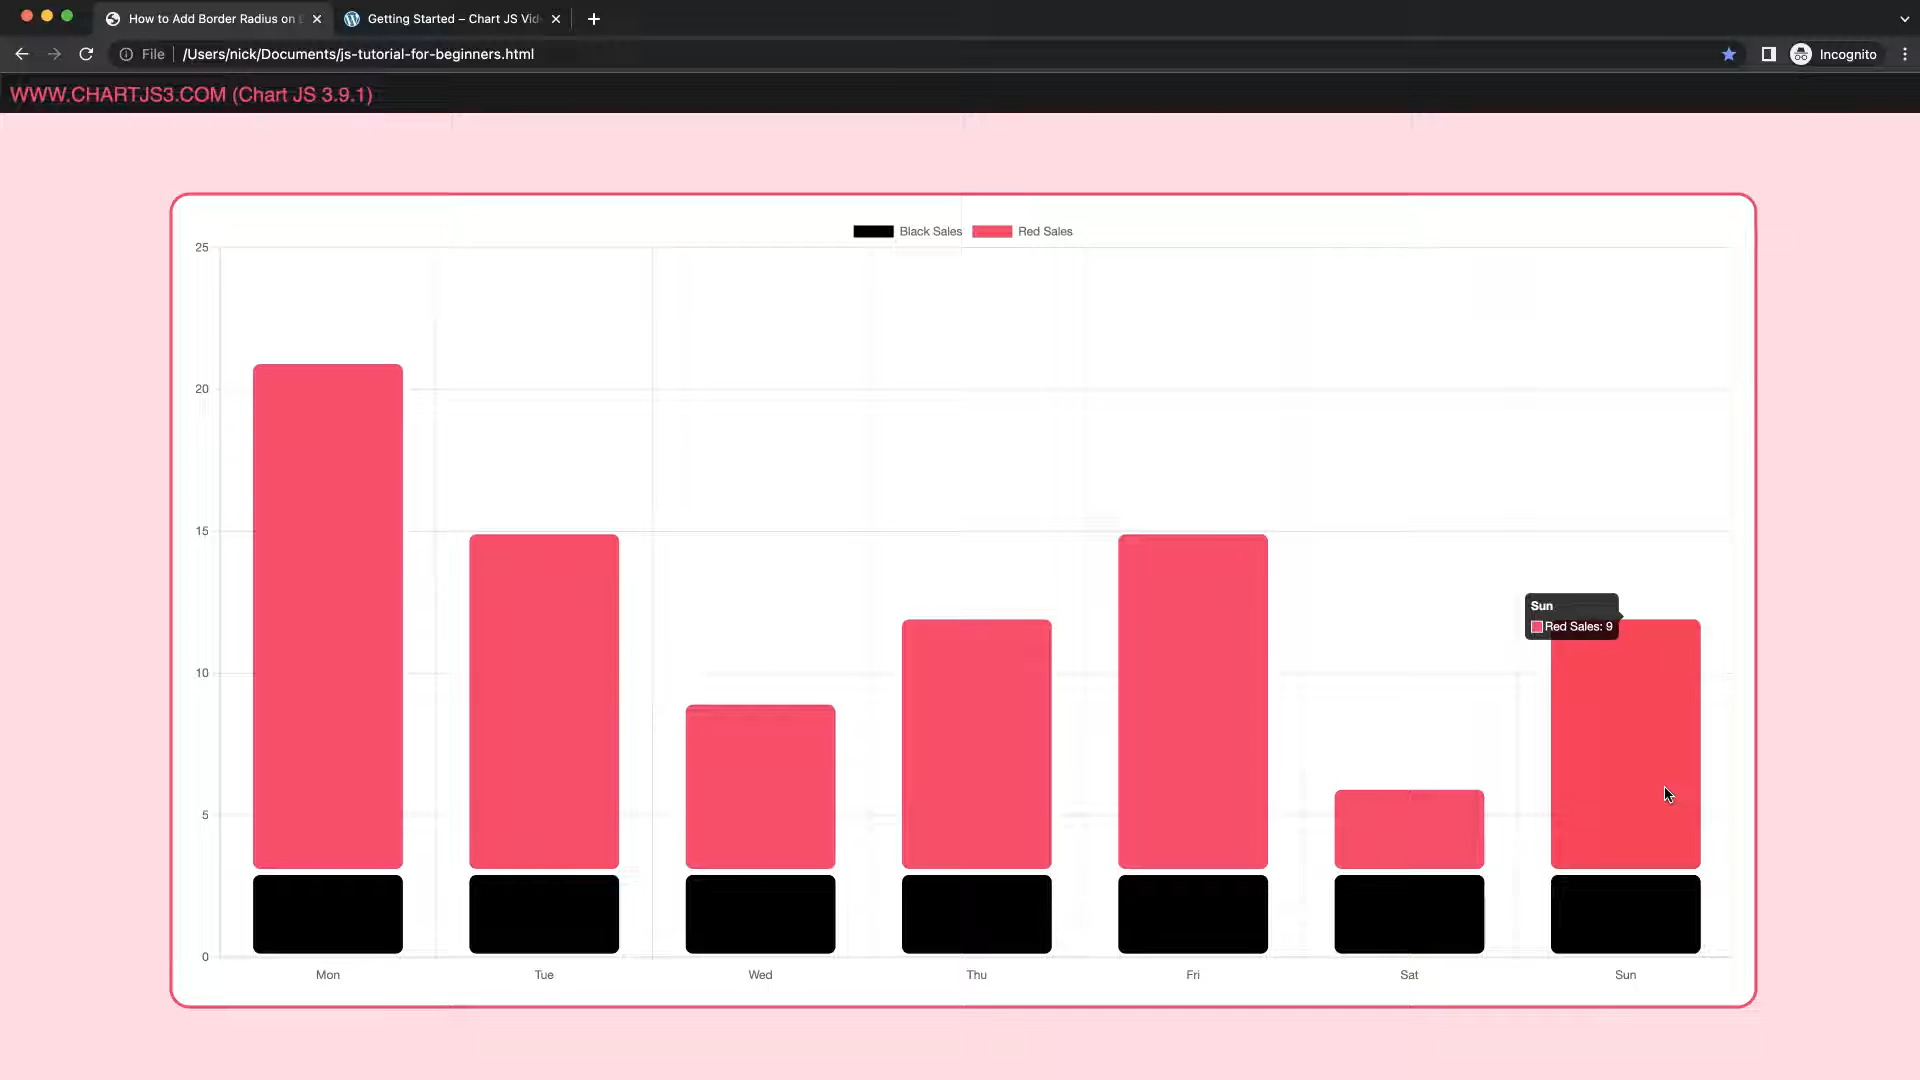 How to Add Border Radius on
Getting Started – Chart JS Vid
File
/Users/nick/Documents/js-tutorial-for-beginners.html
Incognito
WWW.CHARTJS3.COM (Chart JS 3.9.1)
Black Sales
Red Sales
25
20
15
10
5
0
Sun
Red Sales: 9
Mon
Tue
Wed
Thu
Fri
Sat
Sun